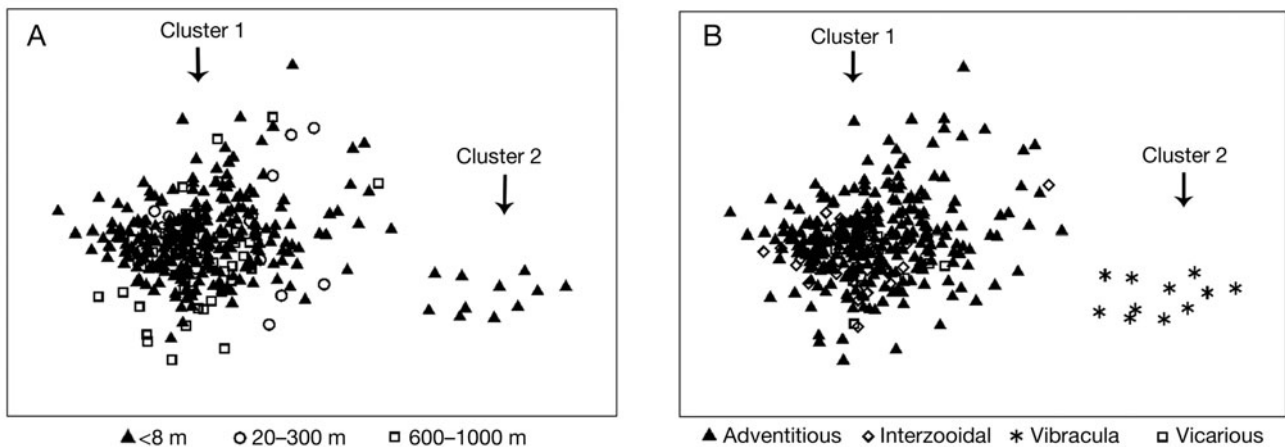 A
Cluster 1
Cluster 2
▲<8 m ○ 20–300 m □ 600–1000 m
B
Cluster 1
Cluster 2
▲ Adventitious ◇ Interzooidal ✳ Vibracula □ Vicarious